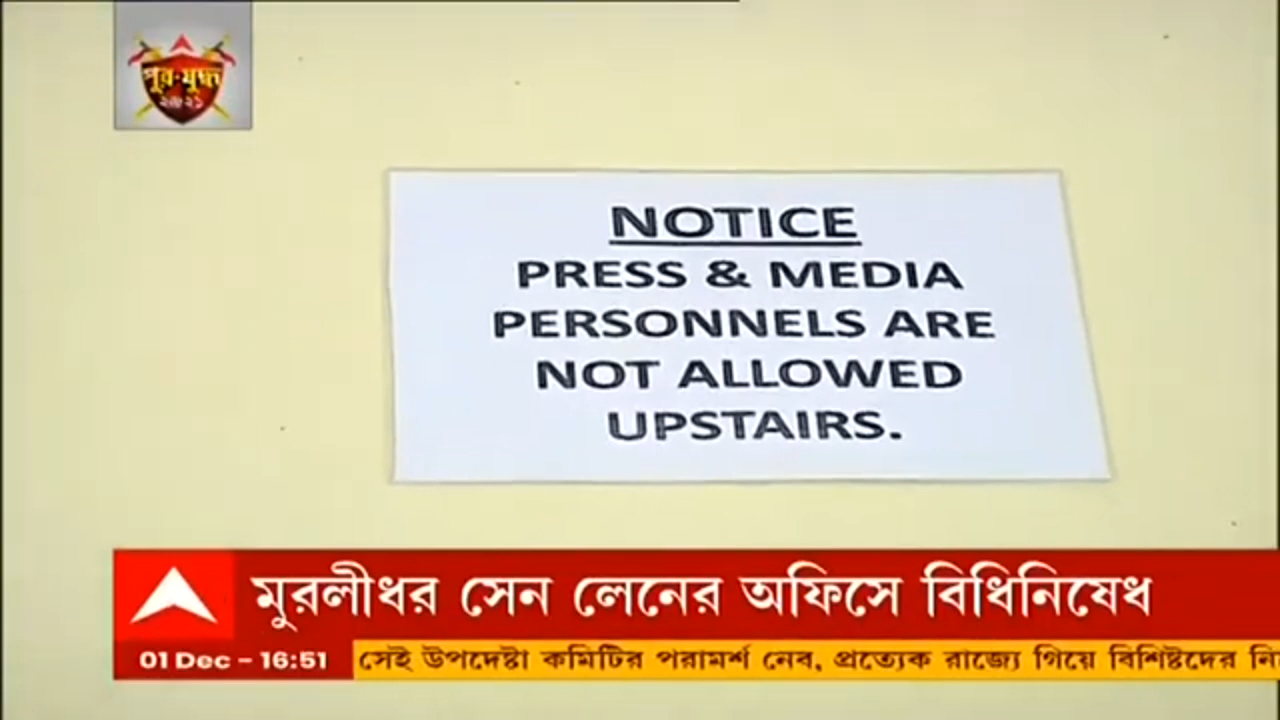 পুর-যুদ্ধ
২০২১
NOTICE
PRESS & MEDIA
PERSONNELS ARE
NOT ALLOWED
UPSTAIRS.
মুরলীধর সেন লেনের অফিসে বিধিনিষেধ
01 Dec - 16:51
সেই উপদেষ্টা কমিটির পরামর্শ নেব, প্রত্যেক রাজ্যে গিয়ে বিশিষ্টদের